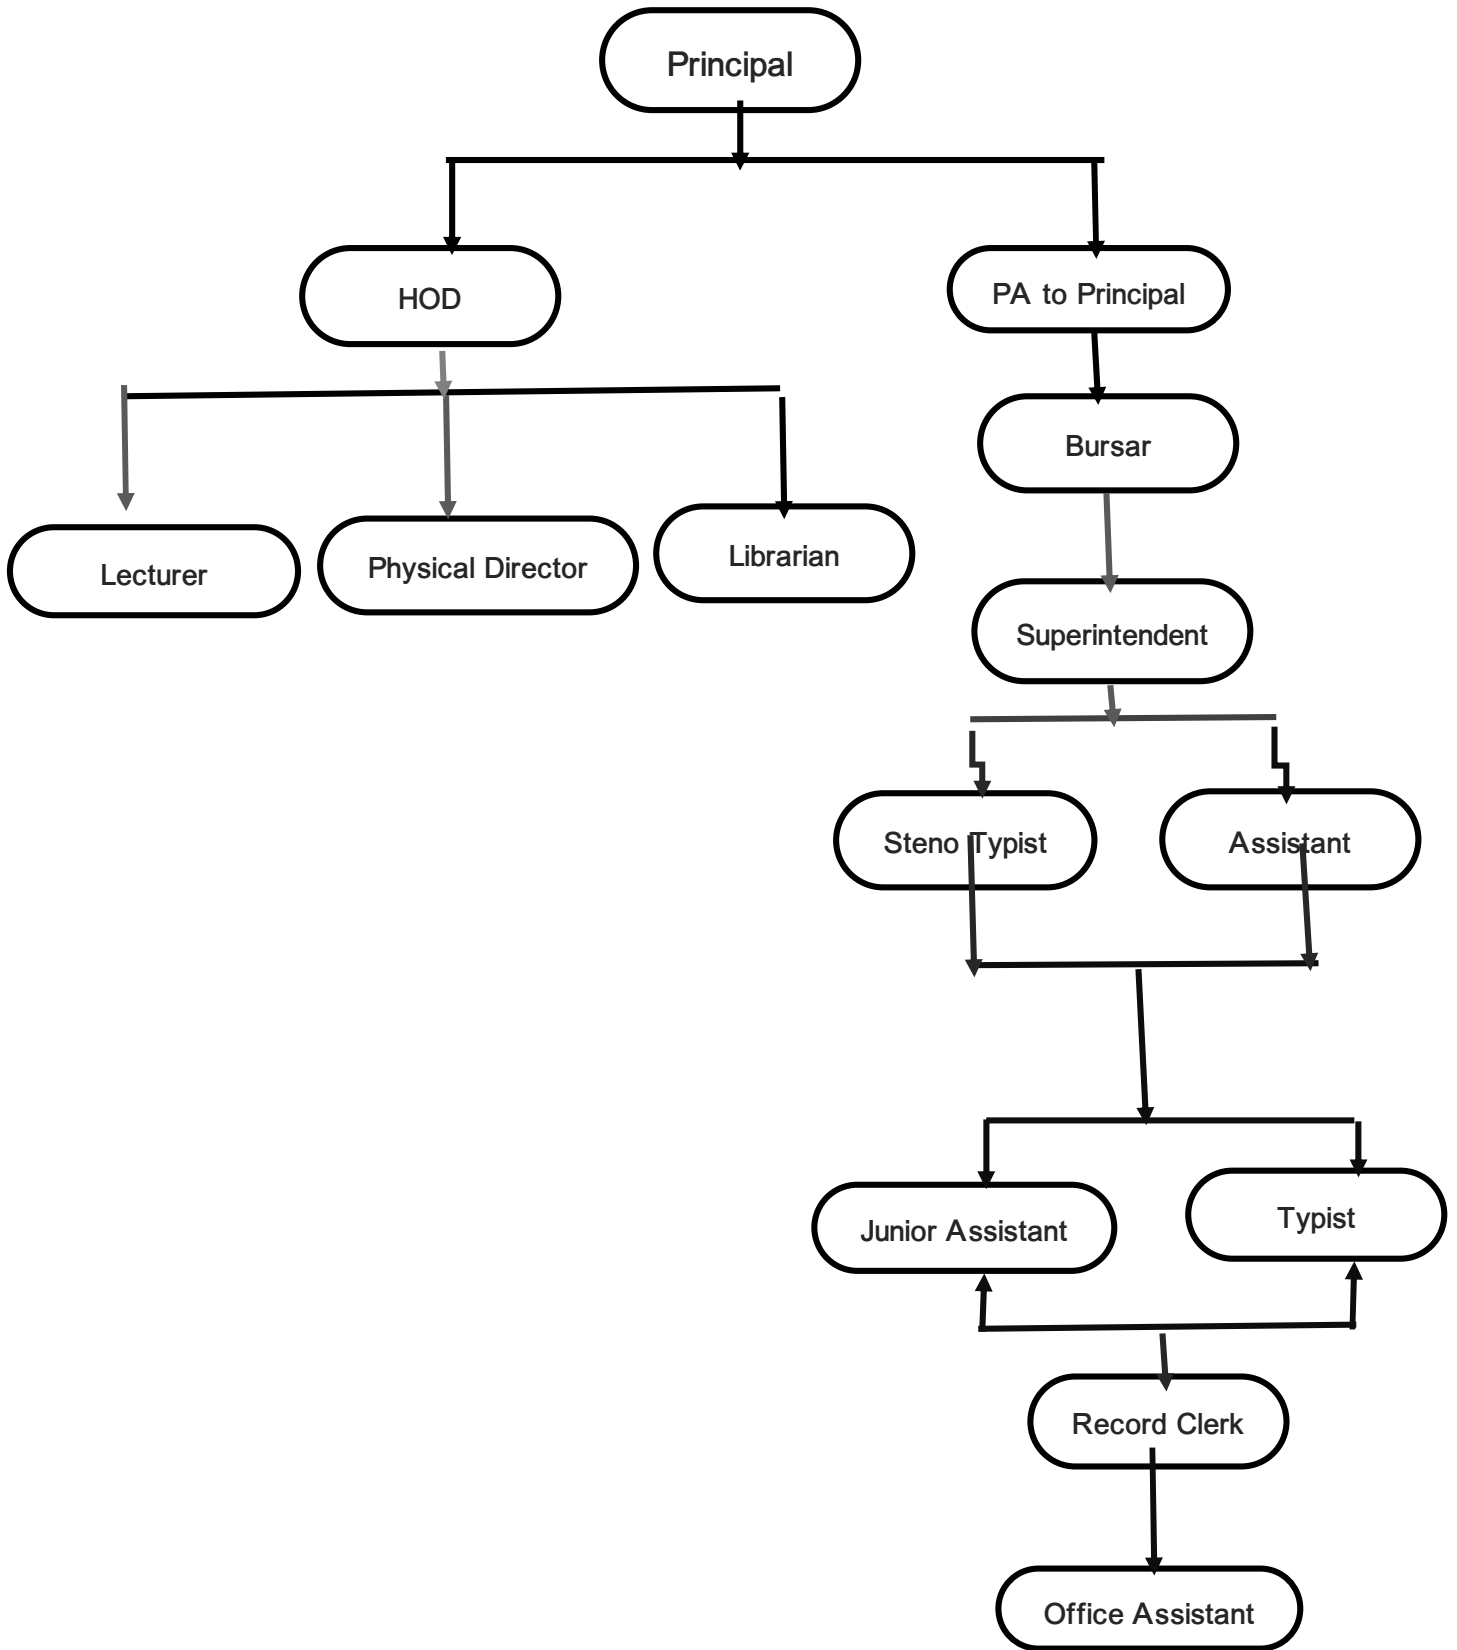 Principal
HOD
PA to Principal
Bursar
Lecturer
Physical Director
Librarian
Superintendent
Steno Typist
Assistant
Junior Assistant
Typist
Record Clerk
Office Assistant